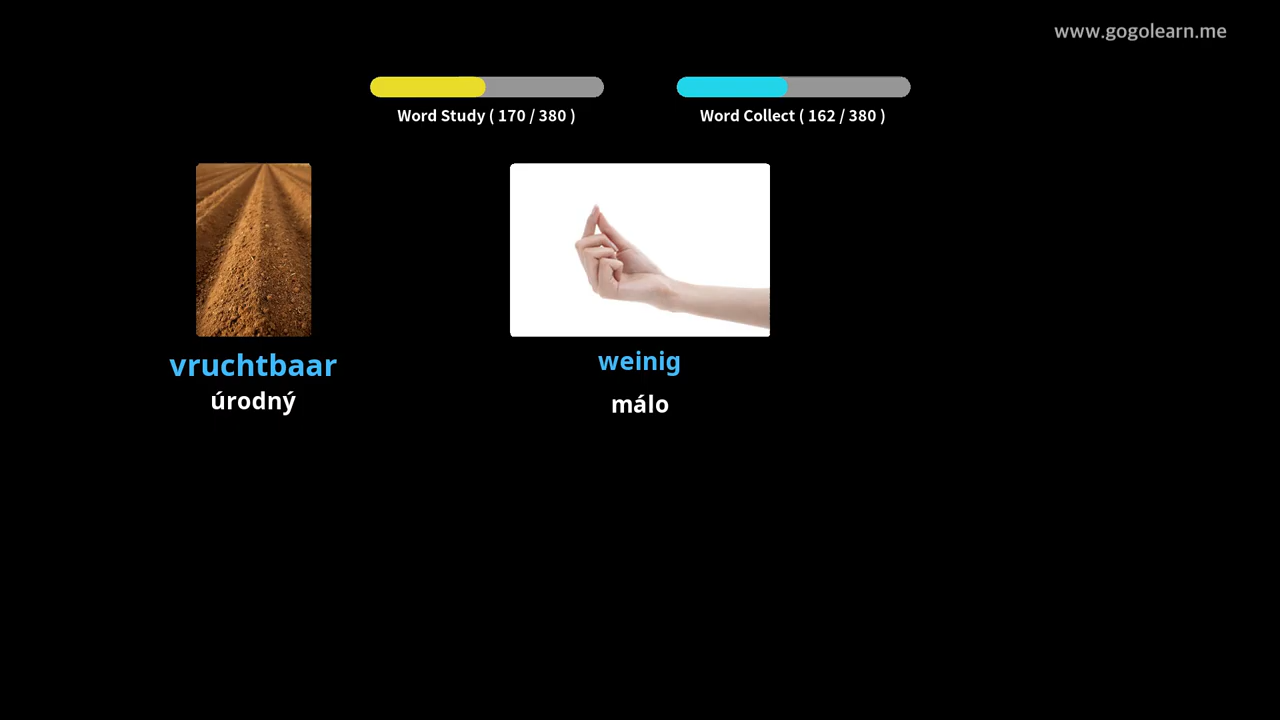 www.gogolearn.me
Word Study ( 170 / 380 )
Word Collect ( 162 / 380 )
vruchtbaar
úrodný
weinig
málo